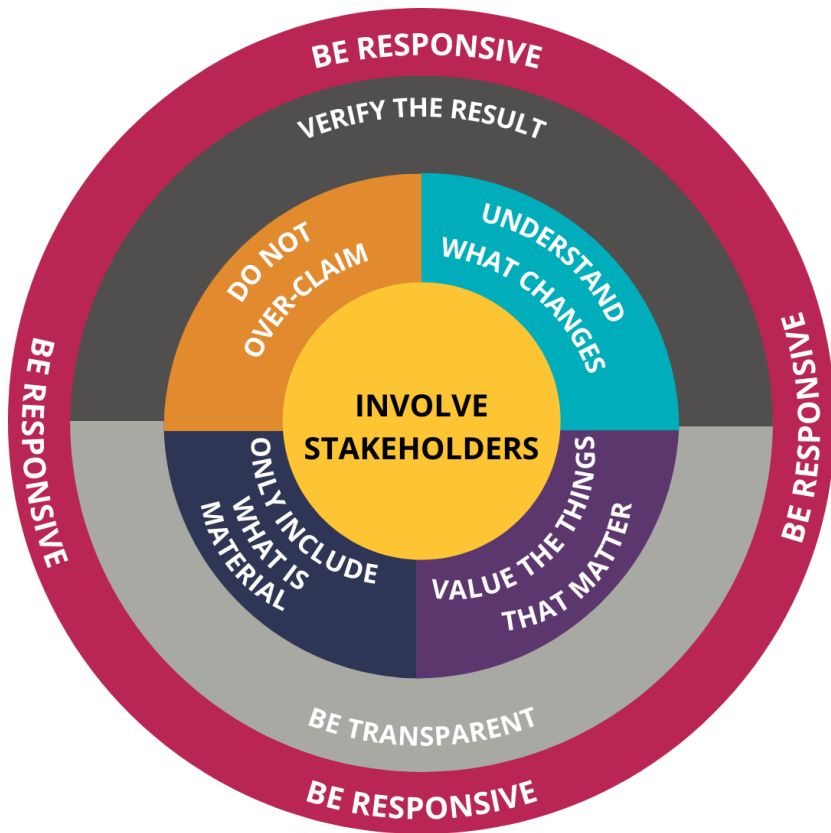 BE RESPONSIVE
VERIFY THE RESULT
DO NOT
OVER-CLAIM
UNDERSTAND
WHAT CHANGES
INVOLVE
STAKEHOLDERS
BE RESPONSIVE
BE RESPONSIVE
ONLY INCLUDE
WHAT IS
MATERIAL
VALUE THE THINGS
THAT MATTER
BE TRANSPARENT
BE RESPONSIVE